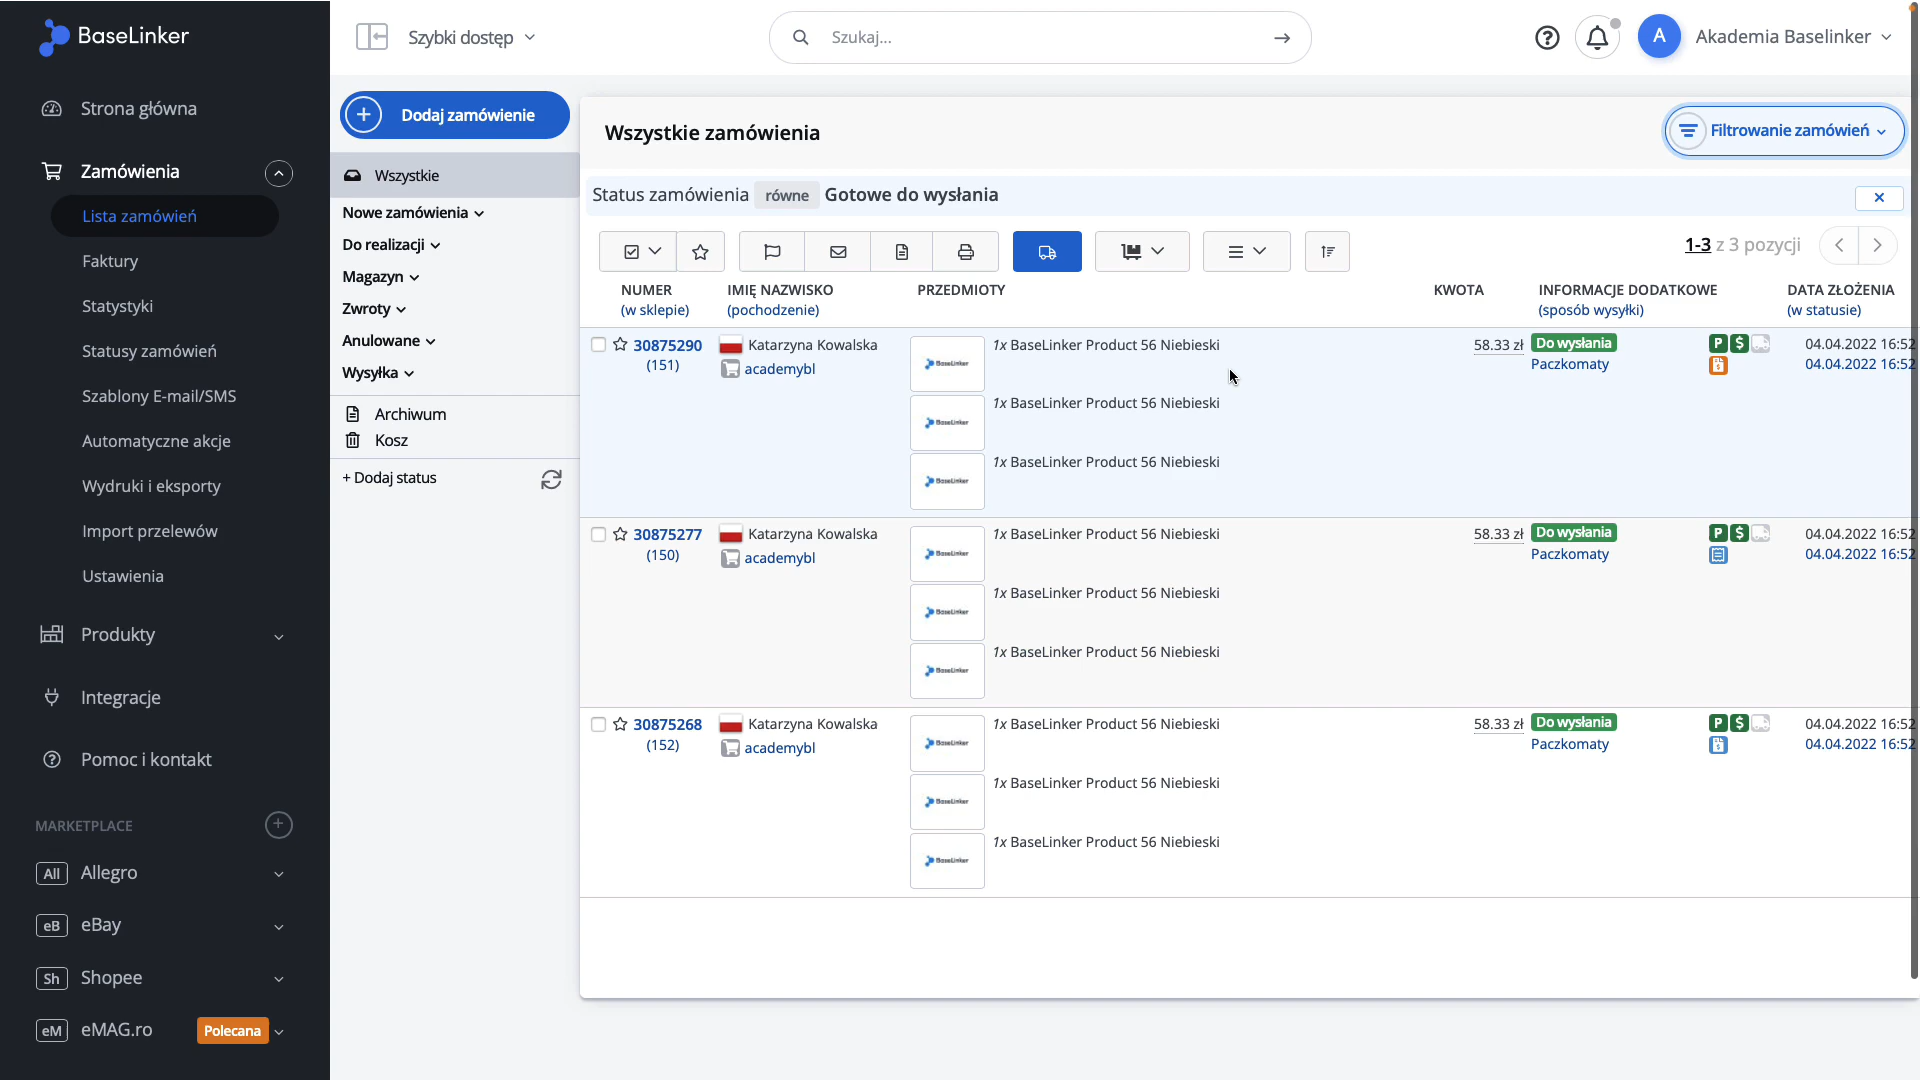 BaseLinker
Szybki dostęp
Szukaj...
A
Akademia Baselinker
Strona główna
Zamówienia
Lista zamówień
Faktury
Statystyki
Statusy zamówień
Szablony E-mail/SMS
Automatyczne akcje
Wydruki i eksporty
Import przelewów
Ustawienia
Produkty
Integracje
Pomoc i kontakt
MARKETPLACE
All Allegro
eB eBay
Sh Shopee
eM eMAG.ro Polecana
Dodaj zamówienie
Wszystkie
Nowe zamówienia
Do realizacji
Magazyn
Zwroty
Anulowane
Wysyłka
Archiwum
Kosz
+ Dodaj status
Wszystkie zamówienia
Filtrowanie zamówień
Status zamówienia równe Gotowe do wysłania
1-3 z 3 pozycji
NUMER IMIĘ NAZWISKO PRZEDMIOTY KWOTA INFORMACJE DODATKOWE DATA ZŁOŻENIA
(w sklepie) (pochodzenie) (sposób wysyłki) (w statusie)
30875290 Katarzyna Kowalska BaseLinker 1x BaseLinker Product 56 Niebieski 58.33 zł Do wysłania P $ 04.04.2022 16:52
(151) academybl Paczkomaty 04.04.2022 16:52
BaseLinker 1x BaseLinker Product 56 Niebieski
BaseLinker 1x BaseLinker Product 56 Niebieski
30875277 Katarzyna Kowalska BaseLinker 1x BaseLinker Product 56 Niebieski 58.33 zł Do wysłania P $ 04.04.2022 16:52
(150) academybl Paczkomaty 04.04.2022 16:52
BaseLinker 1x BaseLinker Product 56 Niebieski
BaseLinker 1x BaseLinker Product 56 Niebieski
30875268 Katarzyna Kowalska BaseLinker 1x BaseLinker Product 56 Niebieski 58.33 zł Do wysłania P $ 04.04.2022 16:52
(152) academybl Paczkomaty 04.04.2022 16:52
BaseLinker 1x BaseLinker Product 56 Niebieski
BaseLinker 1x BaseLinker Product 56 Niebieski